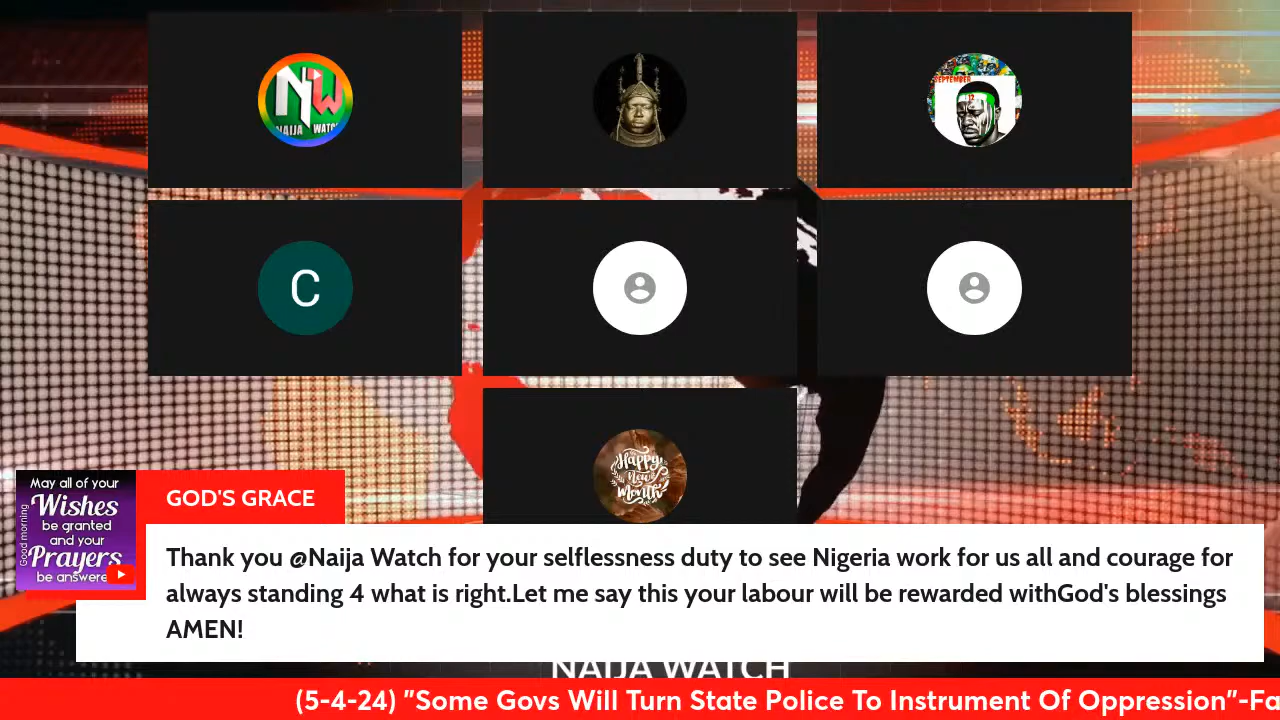 NW
NAIJA WATCH
SEPTEMBER
12
C
Happy
New
Month
May all of your
Wishes
be granted
and your
Prayers
be answere
Good morning
GOD'S GRACE
Thank you @Naija Watch for your selflessness duty to see Nigeria work for us all and courage for
always standing 4 what is right.Let me say this your labour will be rewarded withGod's blessings
AMEN!
NAIJA WATCH
(5-4-24) "Some Govs Will Turn State Police To Instrument Of Oppression"-Fa